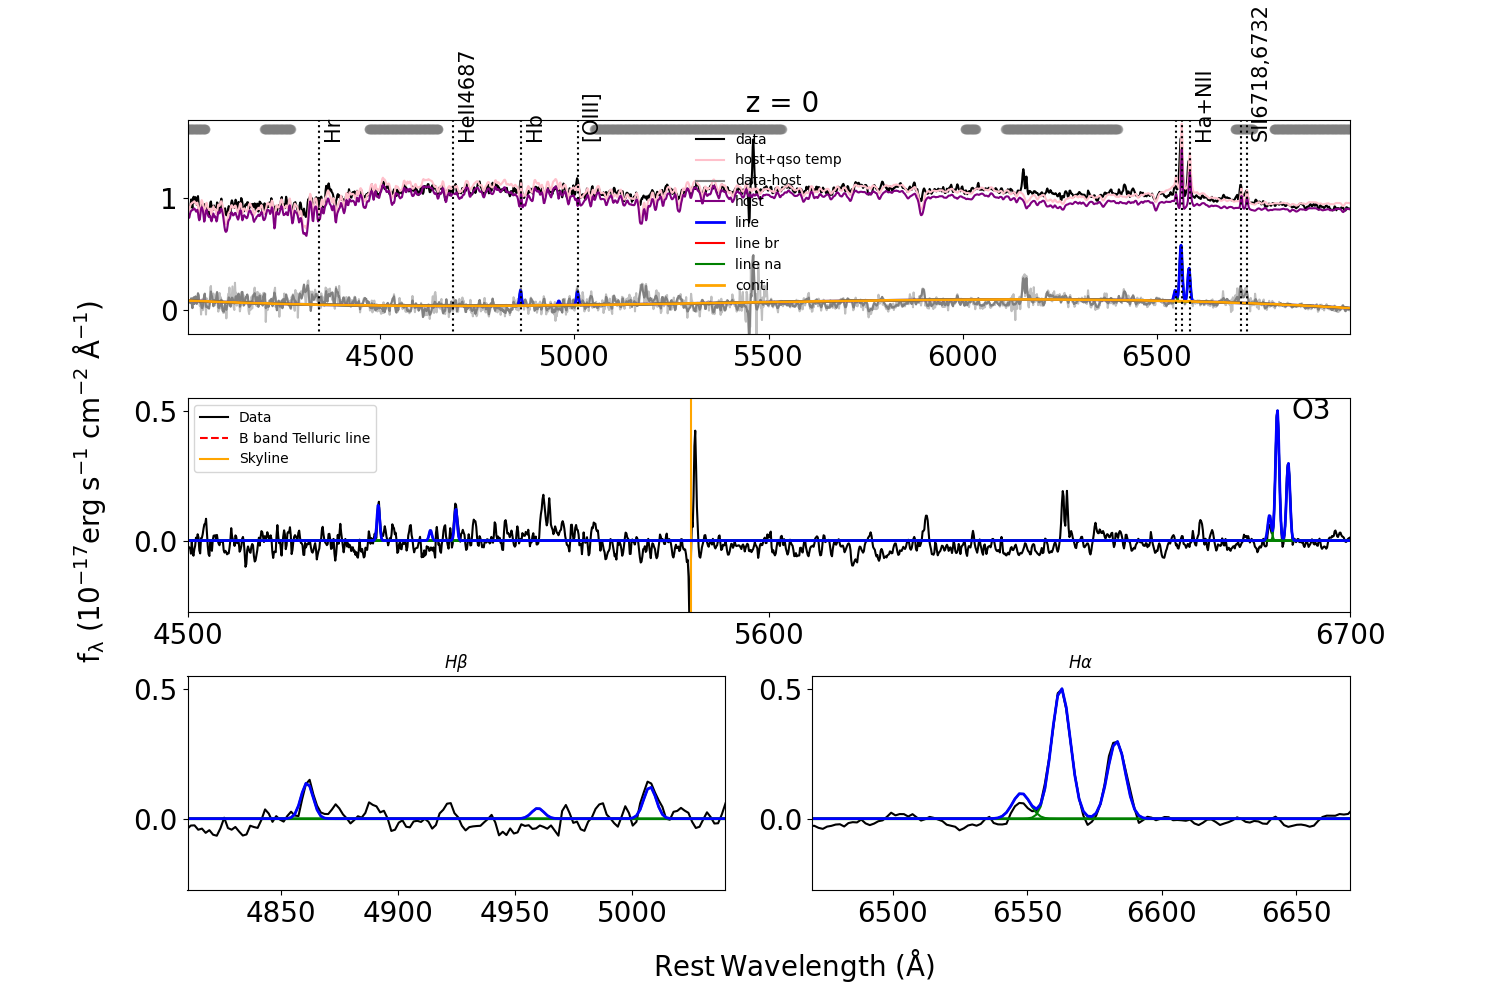 z = 0
Hr
HeII4687
Hb
[OIII]
Ha+NII
SII6718,6732
data
host+qso temp
data-host
host
line
line br
line na
conti
1
0
4500 5000 5500 6000 6500
f_λ (10^−17 erg s^−1 cm^−2 Å^−1)
0.5
0.0
Data
B band Telluric line
Skyline
O3
4500 5600 6700
Hβ
0.5
0.0
4850 4900 4950 5000
Hα
0.5
0.0
6500 6550 6600 6650
Rest Wavelength (Å)